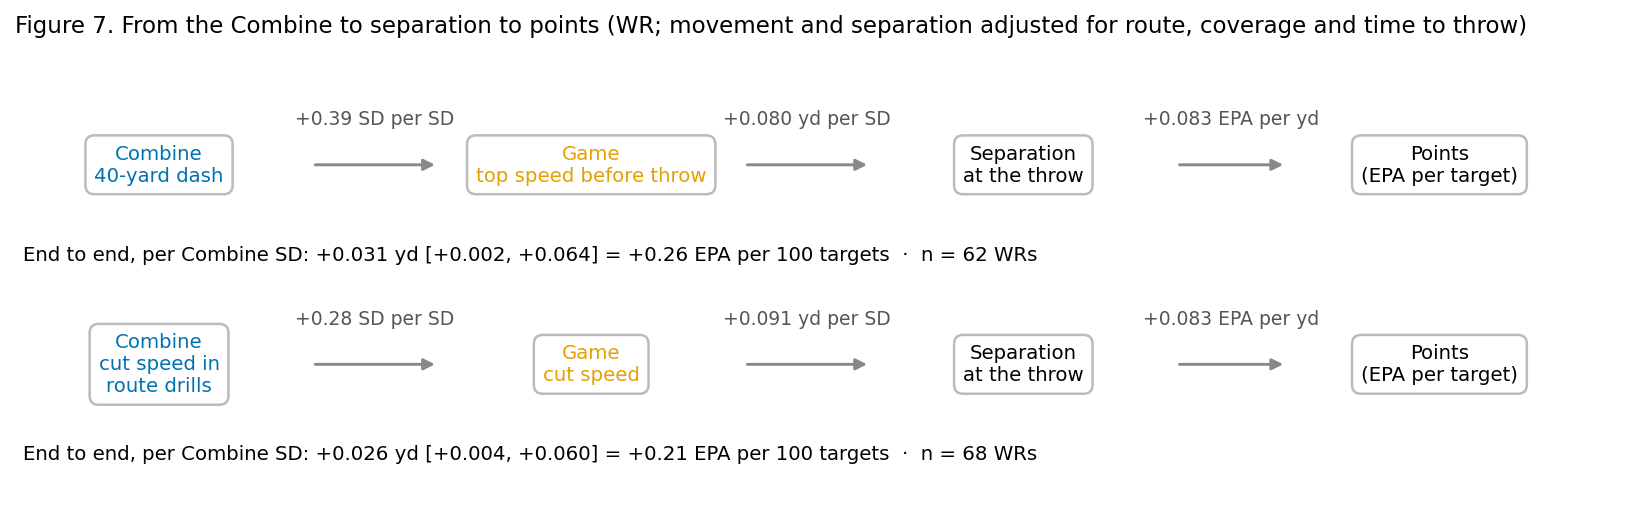 Figure 7. From the Combine to separation to points (WR; movement and separation adjusted for route, coverage and time to throw)
+0.39 SD per SD
+0.080 yd per SD
+0.083 EPA per yd
Combine
40-yard dash
Game
top speed before throw
Separation
at the throw
Points
(EPA per target)
End to end, per Combine SD: +0.031 yd [+0.002, +0.064] = +0.26 EPA per 100 targets · n = 62 WRs
+0.28 SD per SD
+0.091 yd per SD
+0.083 EPA per yd
Combine
cut speed in
route drills
Game
cut speed
Separation
at the throw
Points
(EPA per target)
End to end, per Combine SD: +0.026 yd [+0.004, +0.060] = +0.21 EPA per 100 targets · n = 68 WRs